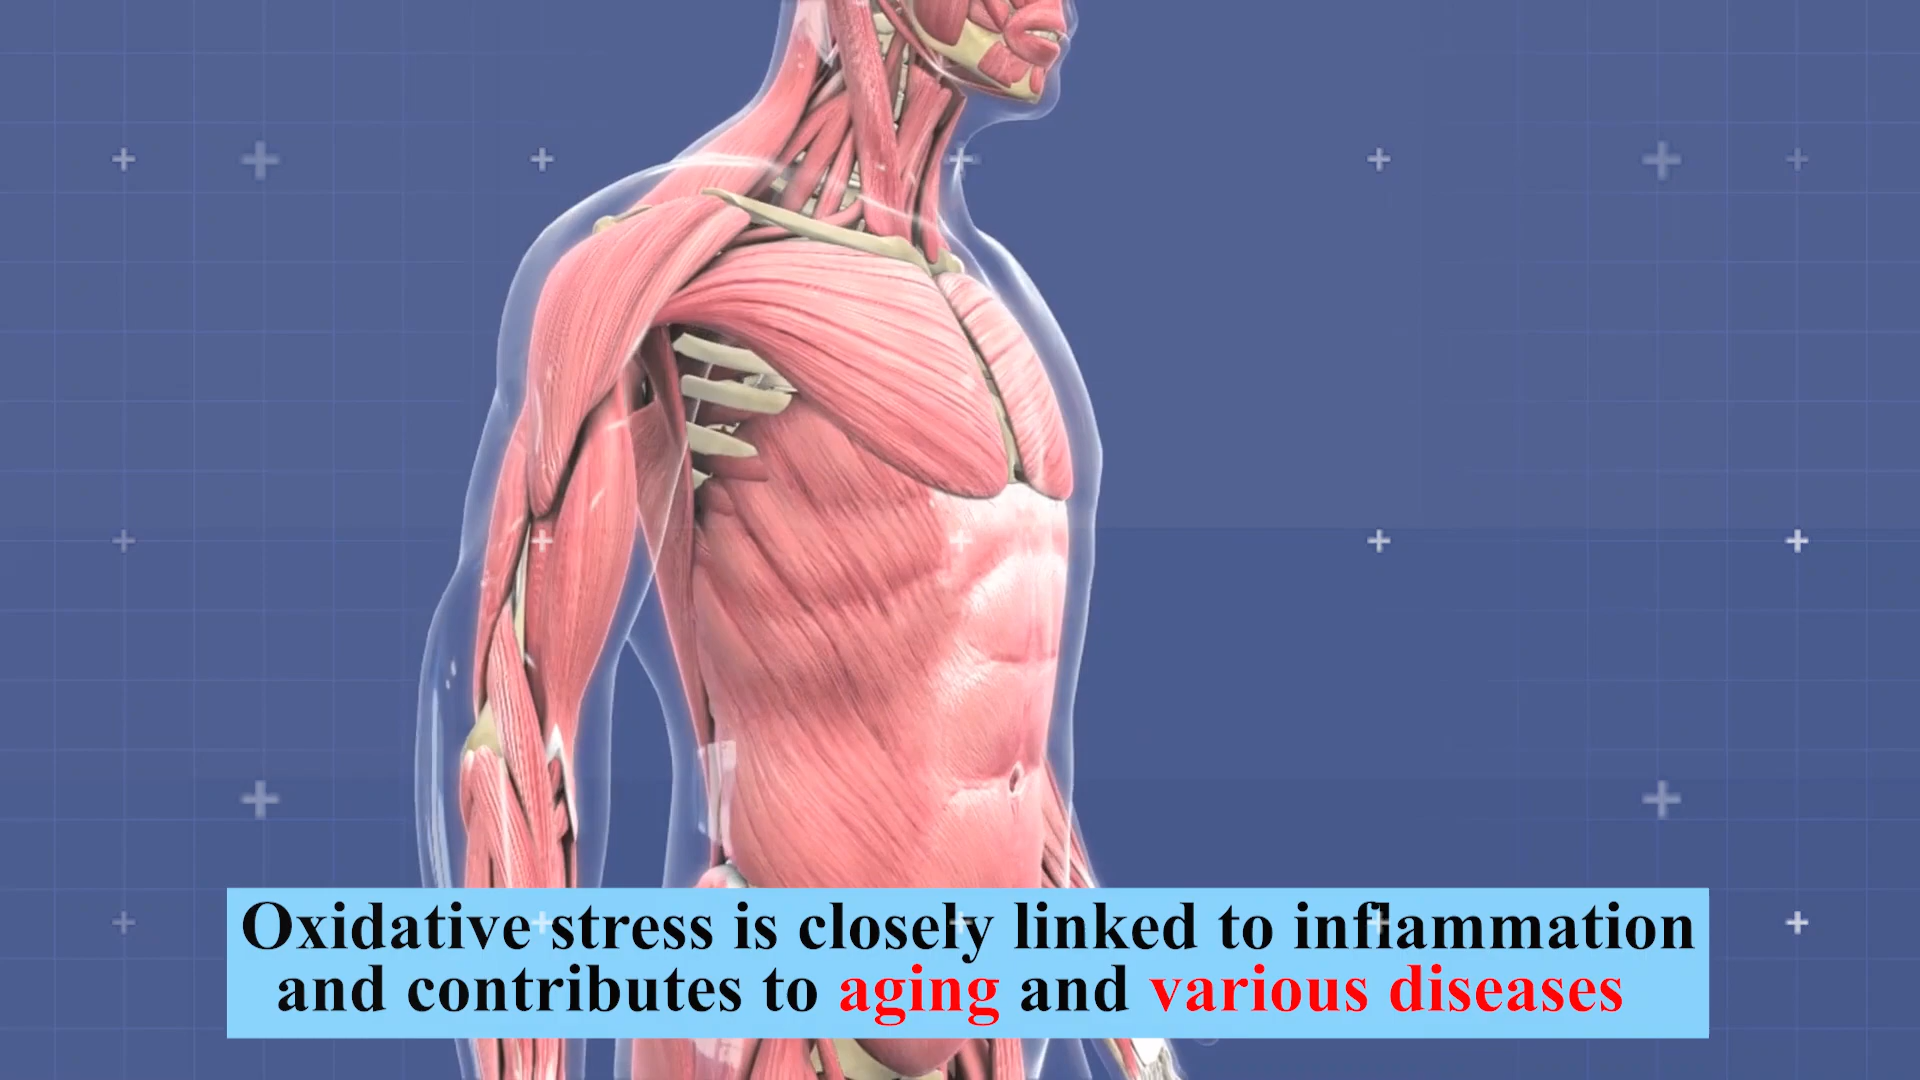 Oxidative stress is closely linked to inflammation
and contributes to aging and various diseases